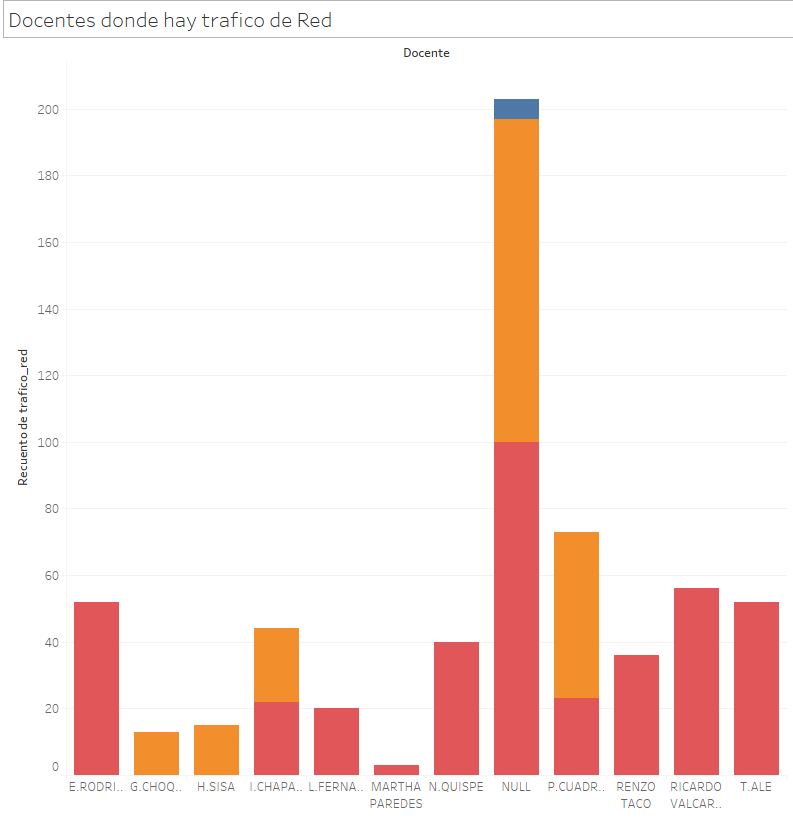 Docentes donde hay trafico de Red
Docente
Recuento de trafico_red
200
180
160
140
120
100
80
60
40
20
0
E.RODRI.. G.CHOQ.. H.SISA I.CHAPA.. L.FERNA.. MARTHA N.QUISPE NULL P.CUADR.. RENZO RICARDO T.ALE
PAREDES TACO VALCAR..